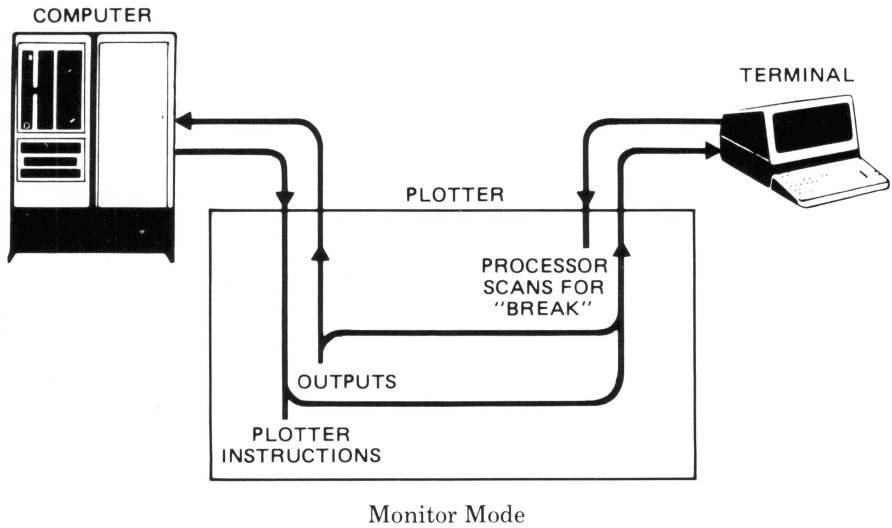 COMPUTER
TERMINAL
PLOTTER
PROCESSOR
SCANS FOR
"BREAK"
OUTPUTS
PLOTTER
INSTRUCTIONS
Monitor Mode